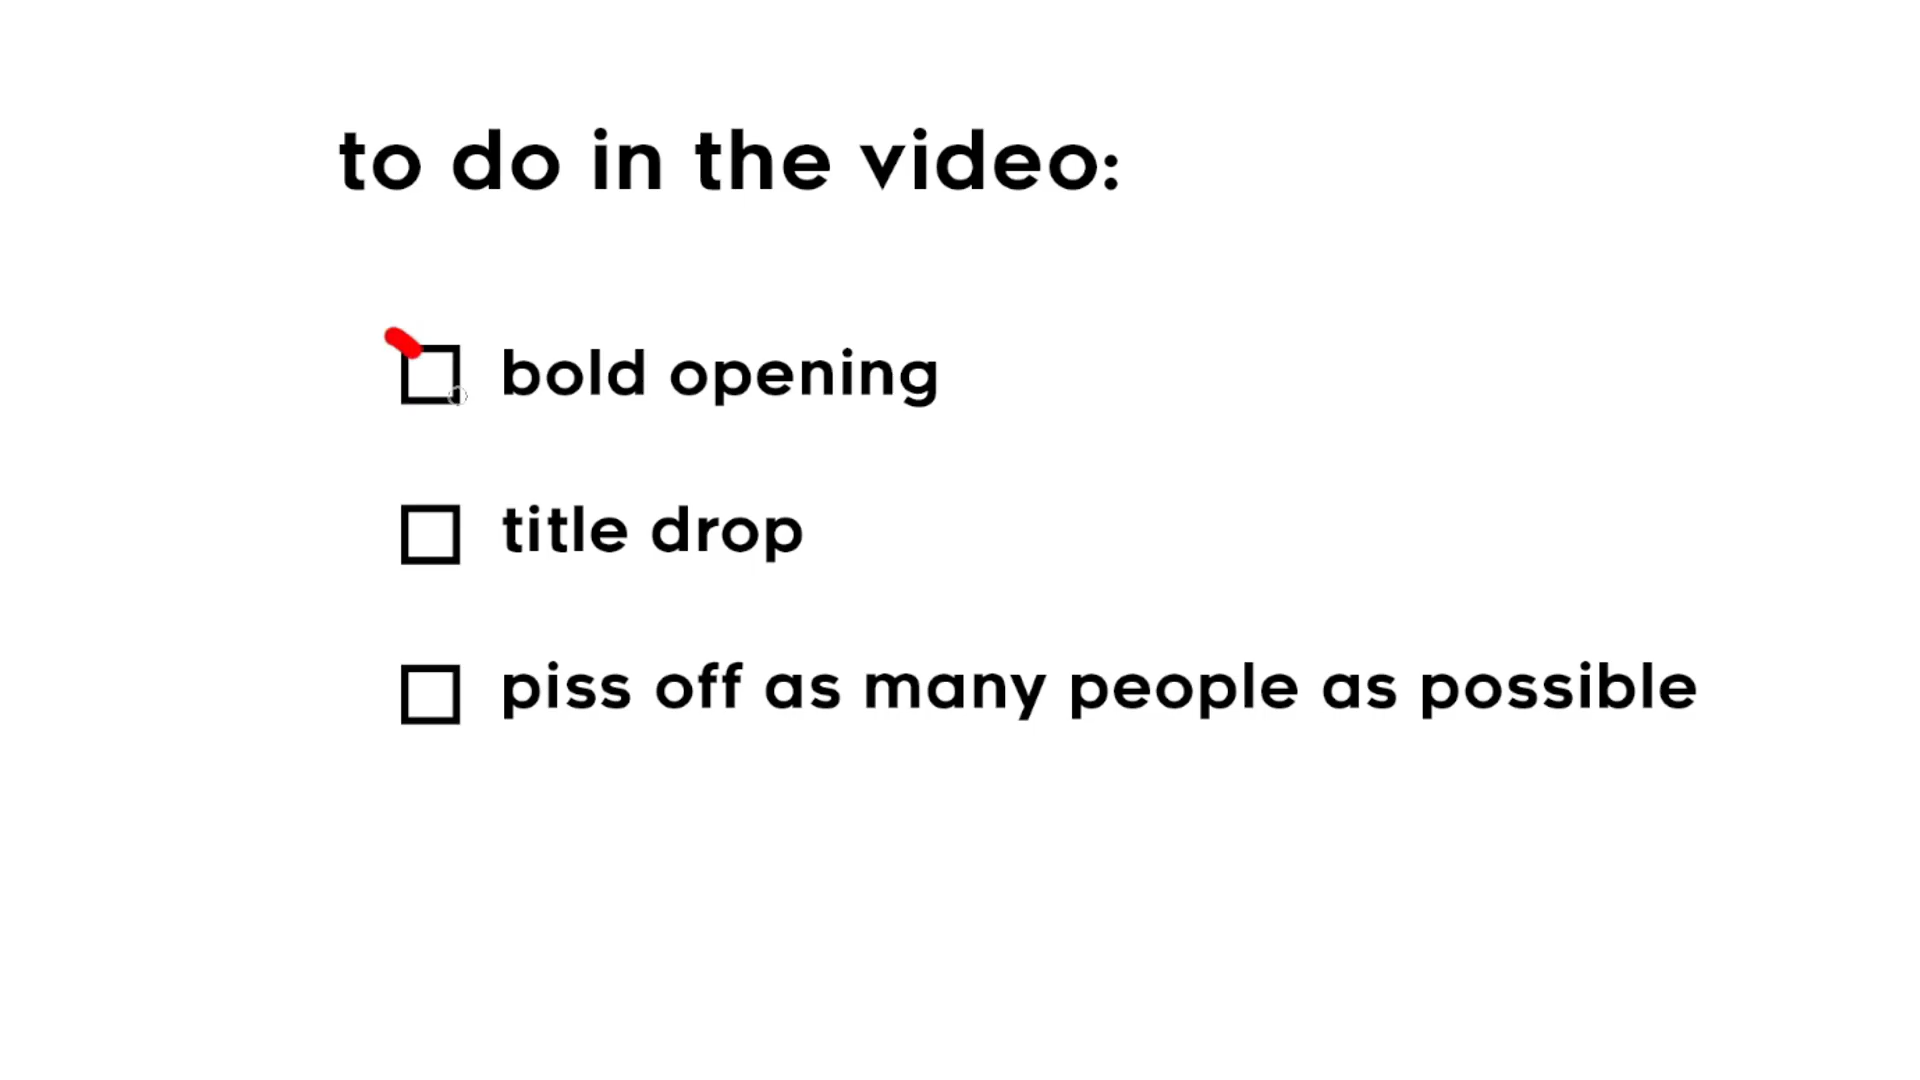 to do in the video:
bold opening
title drop
piss off as many people as possible